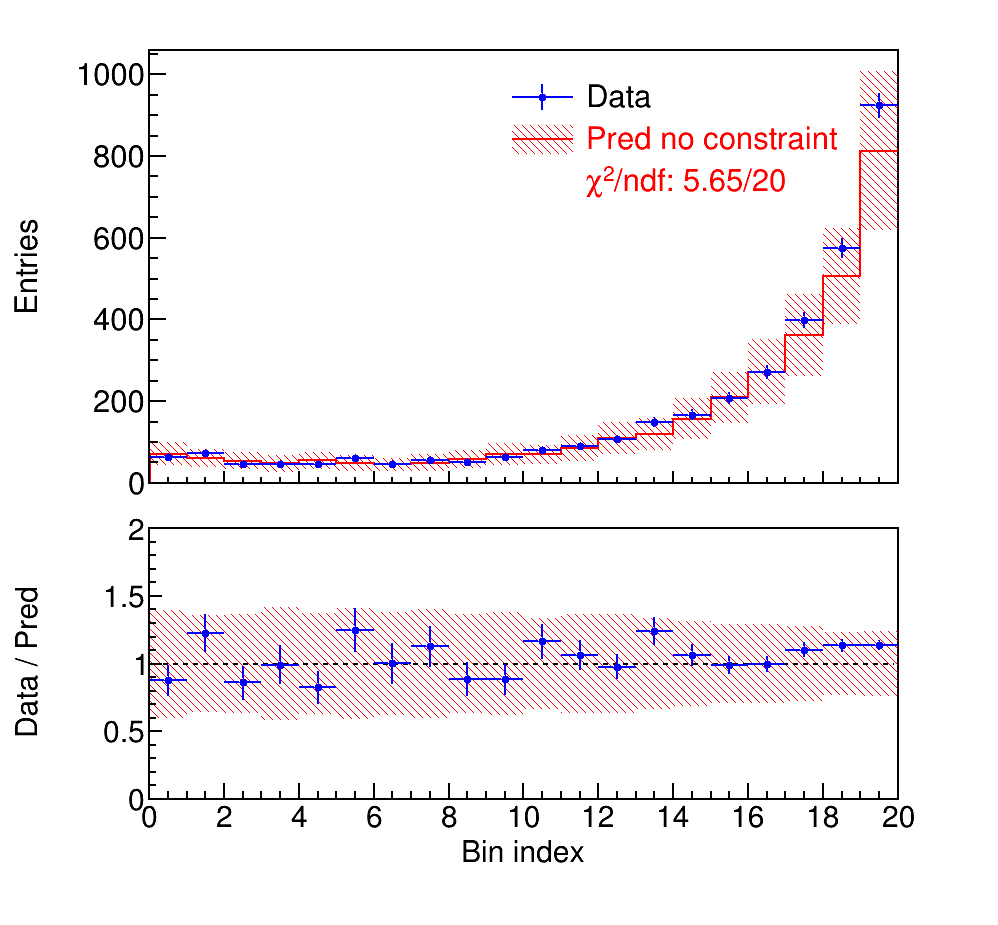 1000
800
600
400
200
0
Entries
Data
Pred no constraint
χ²/ndf: 5.65/20
2
1.5
1
0.5
0
Data / Pred
0 2 4 6 8 10 12 14 16 18 20
Bin index